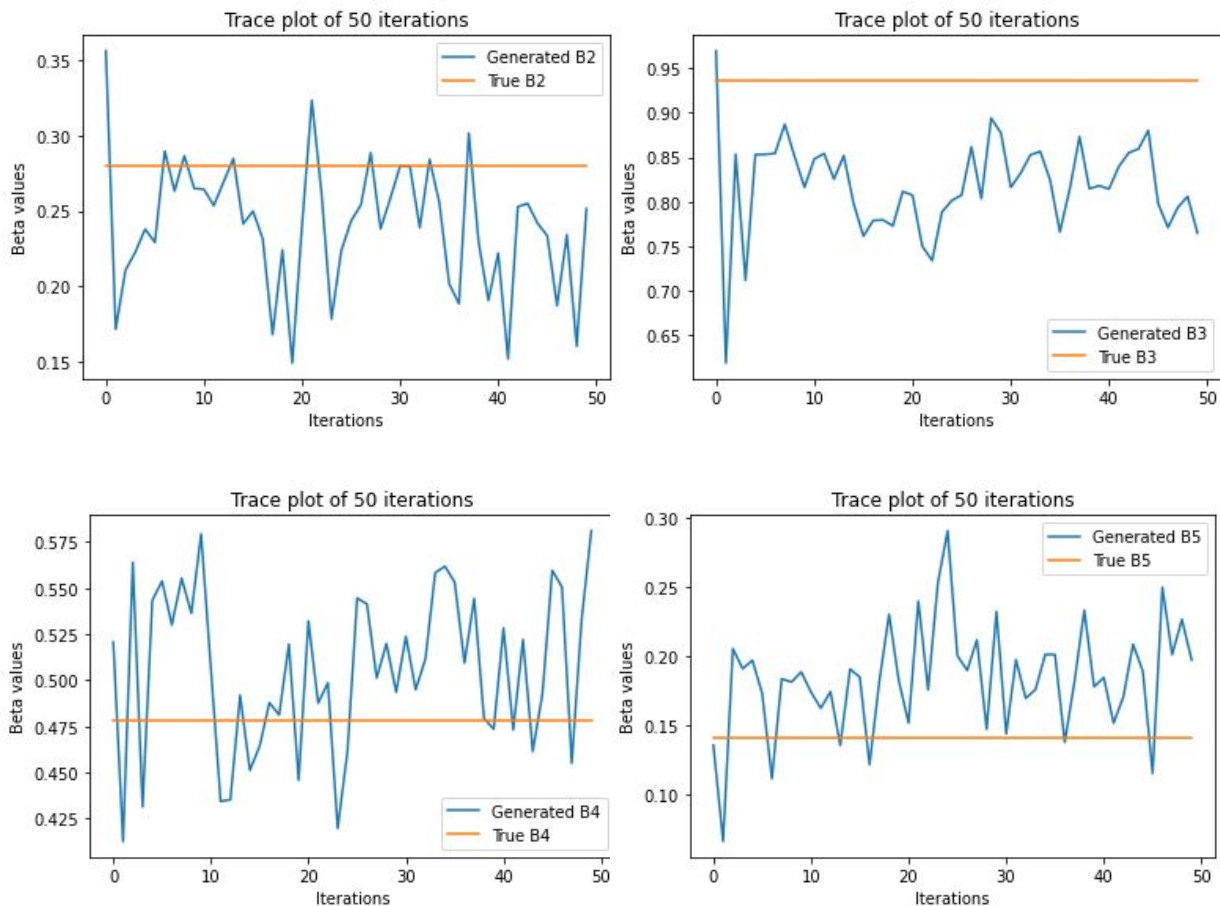 Trace plot of 50 iterations
Generated B2
True B2
0.35
0.30
0.25
0.20
0.15
Beta values
0 10 20 30 40 50
Iterations
Trace plot of 50 iterations
0.95
0.90
0.85
0.80
0.75
0.70
0.65
Beta values
Generated B3
True B3
0 10 20 30 40 50
Iterations
Trace plot of 50 iterations
0.575
0.550
0.525
0.500
0.475
0.450
0.425
Beta values
Generated B4
True B4
0 10 20 30 40 50
Iterations
Trace plot of 50 iterations
Generated B5
True B5
0.30
0.25
0.20
0.15
0.10
Beta values
0 10 20 30 40 50
Iterations